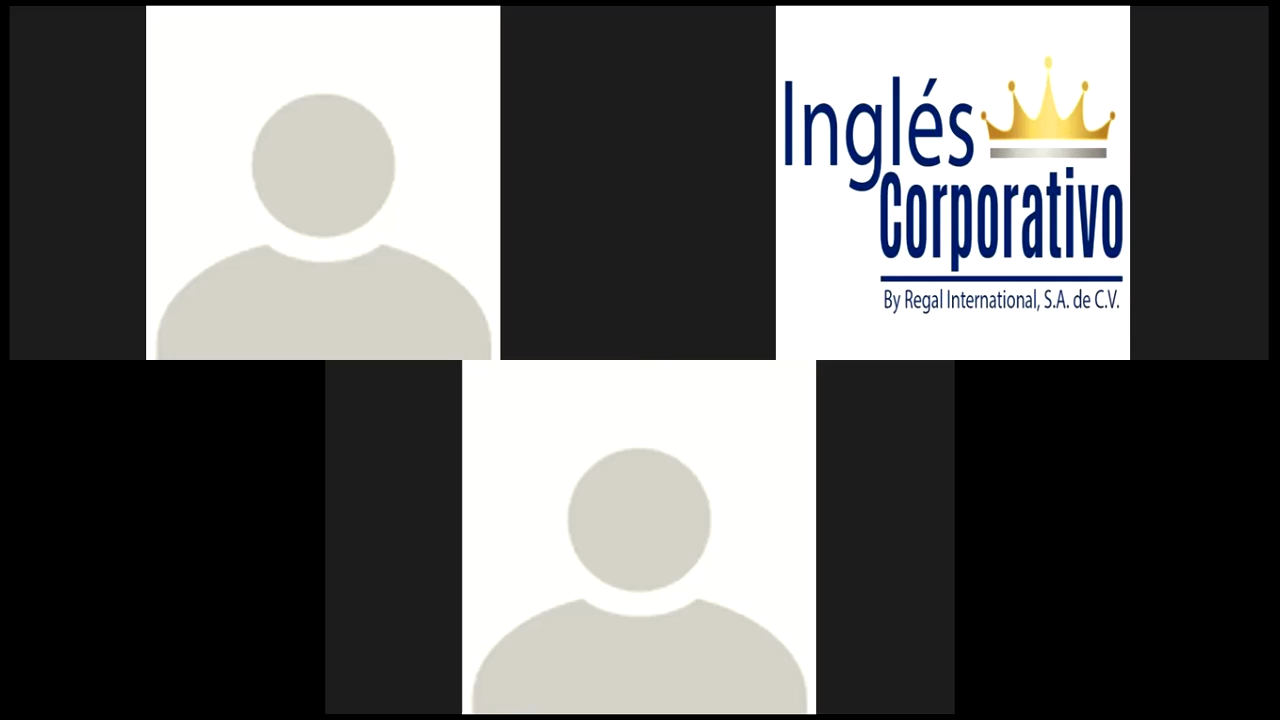 Inglés
Corporativo
By Regal International, S.A. de C.V.